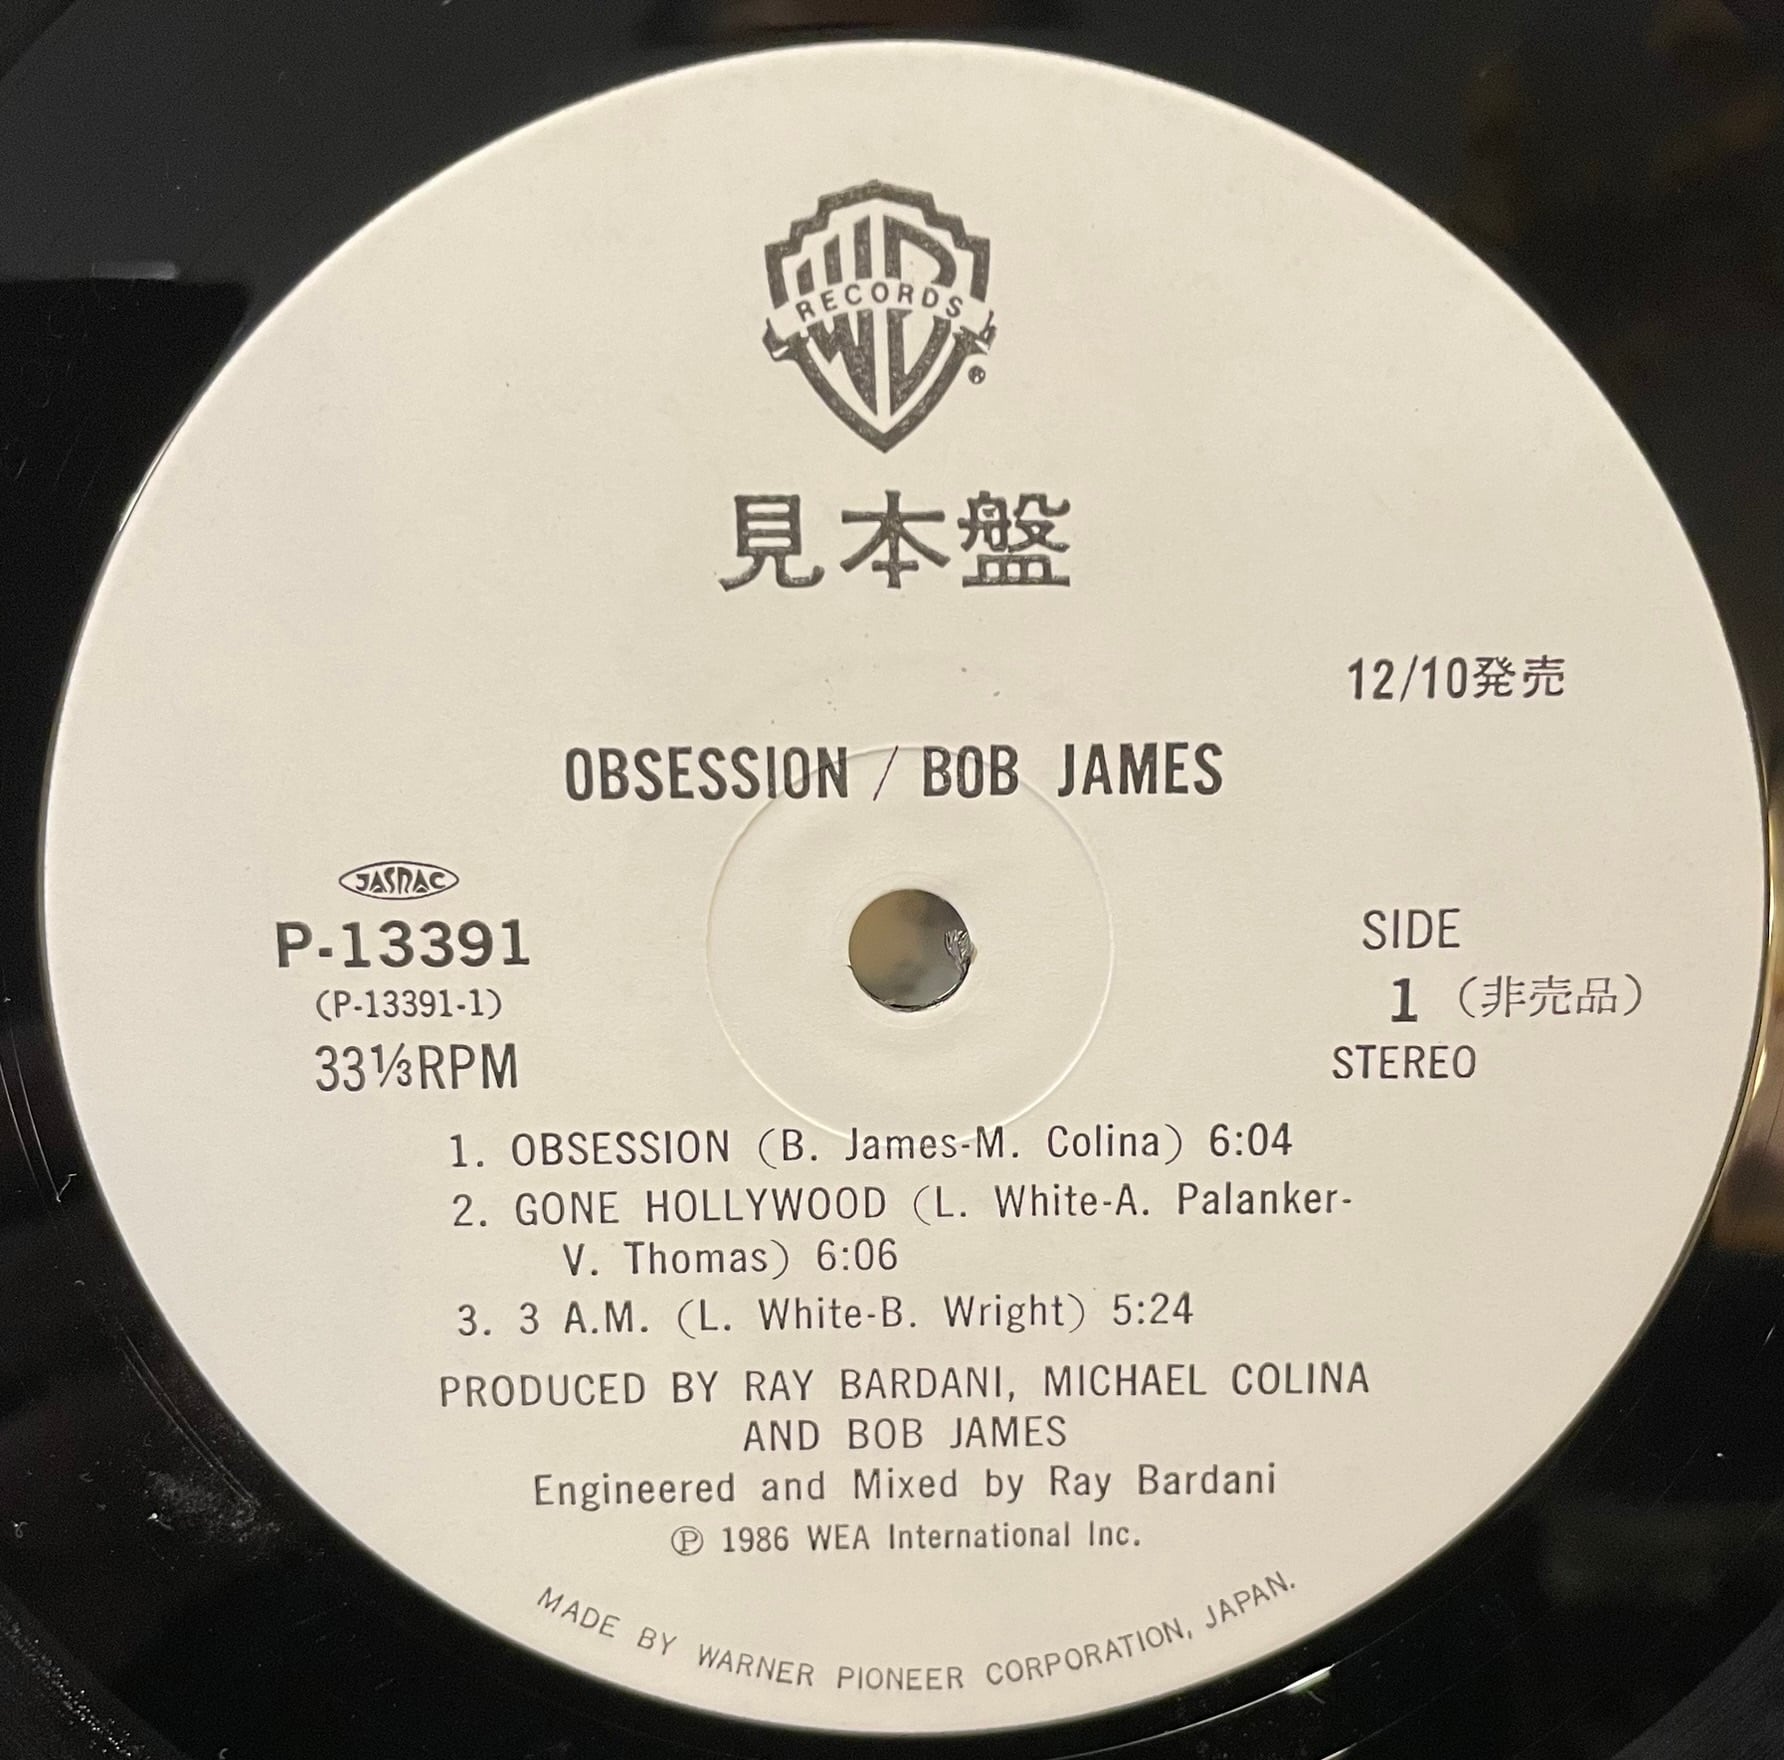 WB
RECORDS
®
見本盤
12/10発売
OBSESSION / BOB JAMES
JASRAC
P-13391
(P-13391-1)
33⅓RPM
SIDE
1 (非売品)
STEREO
1. OBSESSION (B. James-M. Colina) 6:04
2. GONE HOLLYWOOD (L. White-A. Palanker-
V. Thomas) 6:06
3. 3 A.M. (L. White-B. Wright) 5:24
PRODUCED BY RAY BARDANI, MICHAEL COLINA
AND BOB JAMES
Engineered and Mixed by Ray Bardani
℗ 1986 WEA International Inc.
MADE BY WARNER PIONEER CORPORATION, JAPAN.